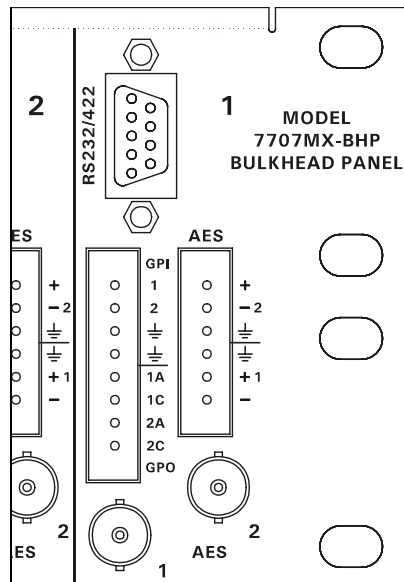 2
1
RS232/422
MODEL
7707MX-BHP
BULKHEAD PANEL
ES
+
− 2
+ 1
−
GPI
1
2
1A
1C
2A
2C
GPO
AES
+
− 2
+ 1
−
2
ES
1
2
AES